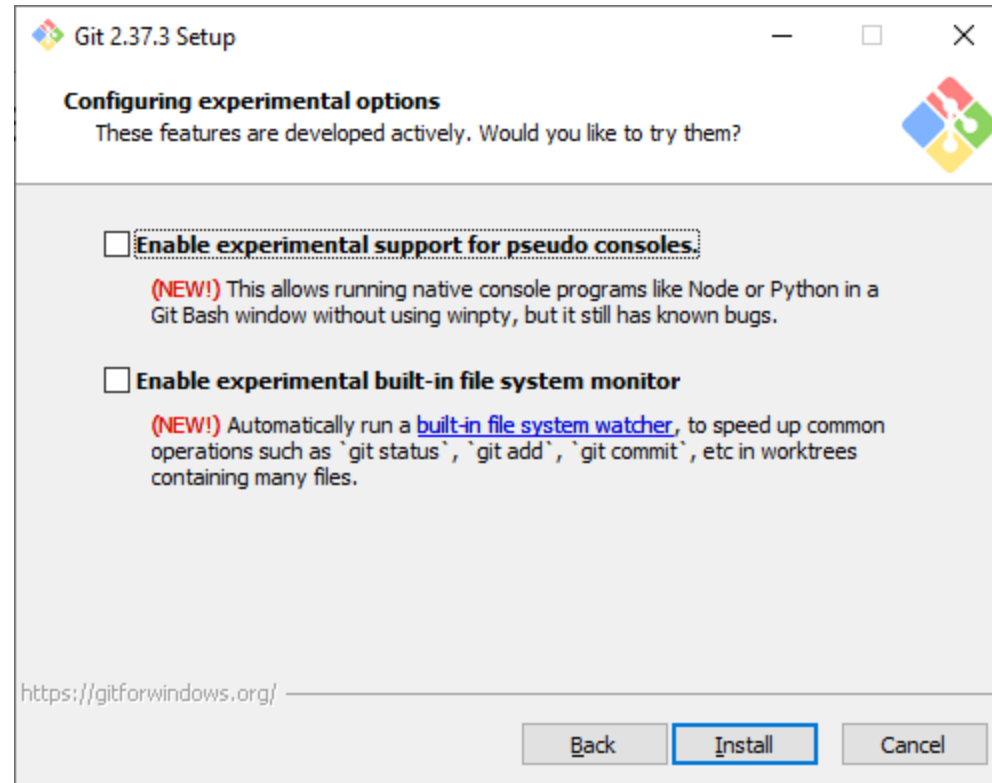 Git 2.37.3 Setup
Configuring experimental options
These features are developed actively. Would you like to try them?
Enable experimental support for pseudo consoles.
(NEW!) This allows running native console programs like Node or Python in a
Git Bash window without using winpty, but it still has known bugs.
Enable experimental built-in file system monitor
(NEW!) Automatically run a built-in file system watcher, to speed up common
operations such as `git status`, `git add`, `git commit`, etc in worktrees
containing many files.
https://gitforwindows.org/
Back Install Cancel